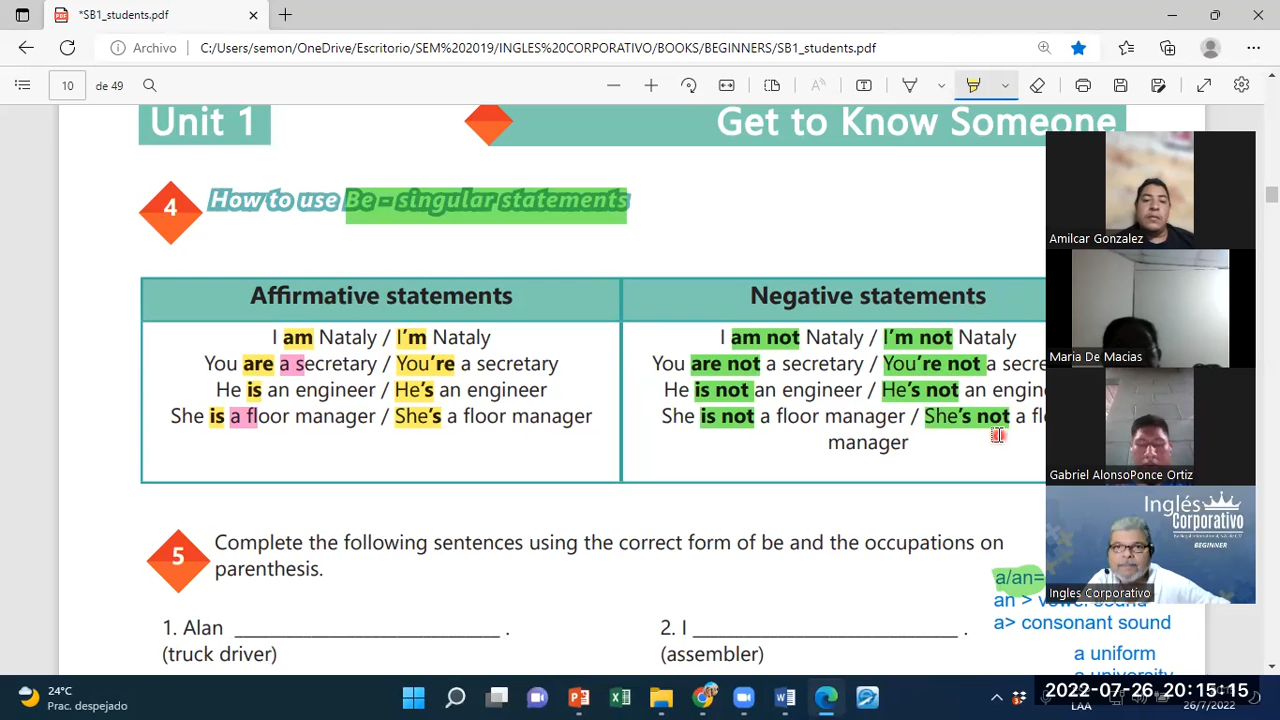 *SB1_students.pdf
Archivo
C:/Users/semon/OneDrive/Escritorio/SEM%202019/INGLES%20CORPORATIVO/BOOKS/BEGINNERS/SB1_students.pdf
10 de 49
Unit 1
Get to Know Someone
4 How to use Be - singular statements
Affirmative statements
I am Nataly / I'm Nataly
You are a secretary / You're a secretary
He is an engineer / He's an engineer
She is a floor manager / She's a floor manager
Negative statements
I am not Nataly / I'm not Nataly
You are not a secretary / You're not a secre
He is not an engineer / He's not an engine
She is not a floor manager / She's not a flo
manager
5 Complete the following sentences using the correct form of be and the occupations on
parenthesis.
1. Alan ______________________________ .
(truck driver)
2. I ______________________________ .
(assembler)
a/an=
an > vowel sound
a> consonant sound
a uniform
a university
Amilcar Gonzalez
Maria De Macias
Gabriel AlonsoPonce Ortiz
Inglés
Corporativo
BEGINNER
Ingles Corporativo
24°C
Prac. despejado
LAA
2022-07-26 20:15:15
26/7/2022